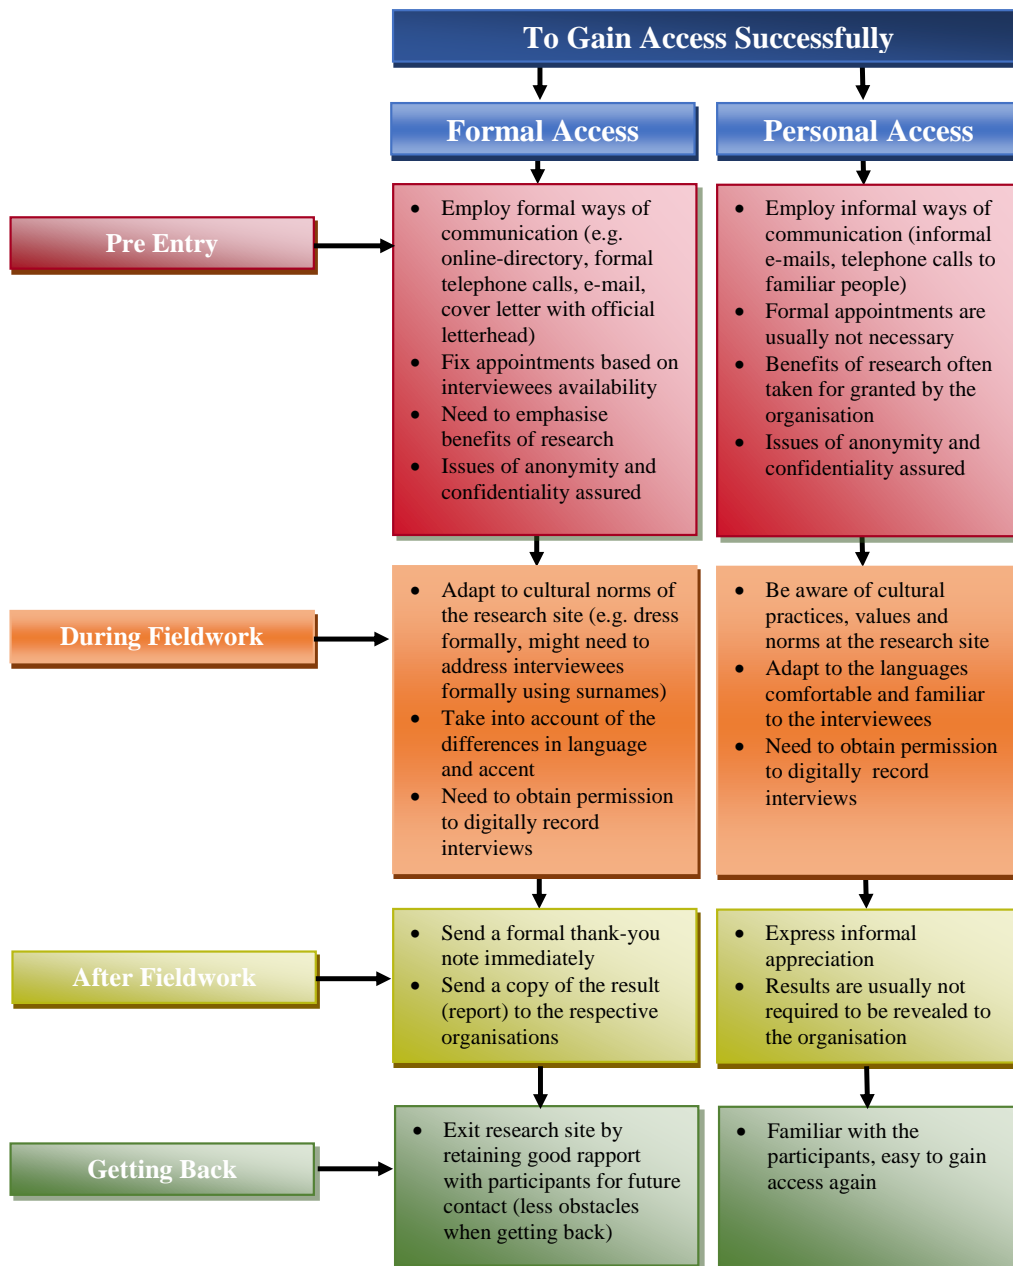 To Gain Access Successfully
Formal Access
Personal Access
Pre Entry
• Employ formal ways of
communication (e.g.
online-directory, formal
telephone calls, e-mail,
cover letter with official
letterhead)
• Fix appointments based on
interviewees availability
• Need to emphasise
benefits of research
• Issues of anonymity and
confidentiality assured
• Employ informal ways of
communication (informal
e-mails, telephone calls to
familiar people)
• Formal appointments are
usually not necessary
• Benefits of research often
taken for granted by the
organisation
• Issues of anonymity and
confidentiality assured
During Fieldwork
• Adapt to cultural norms of
the research site (e.g. dress
formally, might need to
address interviewees
formally using surnames)
• Take into account of the
differences in language
and accent
• Need to obtain permission
to digitally record
interviews
• Be aware of cultural
practices, values and
norms at the research site
• Adapt to the languages
comfortable and familiar
to the interviewees
• Need to obtain permission
to digitally record
interviews
After Fieldwork
• Send a formal thank-you
note immediately
• Send a copy of the result
(report) to the respective
organisations
• Express informal
appreciation
• Results are usually not
required to be revealed to
the organisation
Getting Back
• Exit research site by
retaining good rapport
with participants for future
contact (less obstacles
when getting back)
• Familiar with the
participants, easy to gain
access again